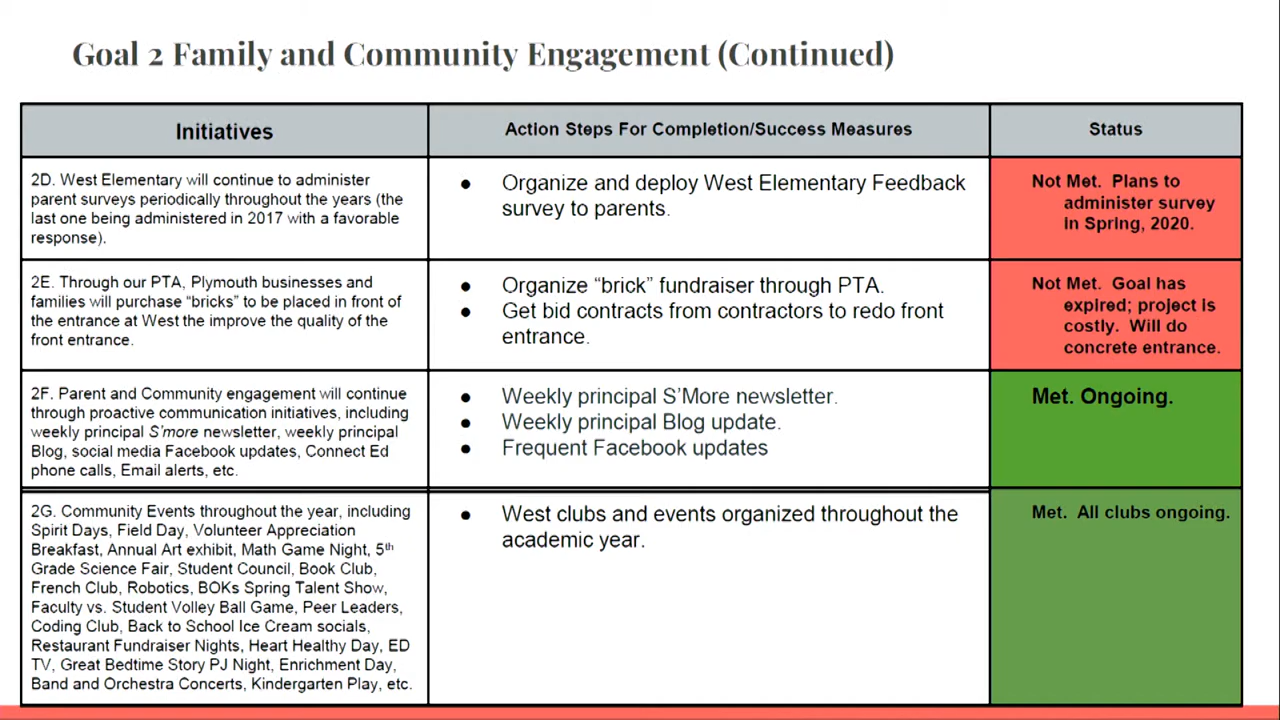 Goal 2 Family and Community Engagement (Continued)
Initiatives
Action Steps For Completion/Success Measures
Status
2D. West Elementary will continue to administer
parent surveys periodically throughout the years (the
last one being administered in 2017 with a favorable
response).
● Organize and deploy West Elementary Feedback
survey to parents.
Not Met. Plans to
administer survey
in Spring, 2020.
2E. Through our PTA, Plymouth businesses and
families will purchase “bricks” to be placed in front of
the entrance at West the improve the quality of the
front entrance.
● Organize “brick” fundraiser through PTA.
● Get bid contracts from contractors to redo front
entrance.
Not Met. Goal has
expired; project is
costly. Will do
concrete entrance.
2F. Parent and Community engagement will continue
through proactive communication initiatives, including
weekly principal S’more newsletter, weekly principal
Blog, social media Facebook updates, Connect Ed
phone calls, Email alerts, etc.
● Weekly principal S’More newsletter.
● Weekly principal Blog update.
● Frequent Facebook updates
Met. Ongoing.
2G. Community Events throughout the year, including
Spirit Days, Field Day, Volunteer Appreciation
Breakfast, Annual Art exhibit, Math Game Night, 5th
Grade Science Fair, Student Council, Book Club,
French Club, Robotics, BOKs Spring Talent Show,
Faculty vs. Student Volley Ball Game, Peer Leaders,
Coding Club, Back to School Ice Cream socials,
Restaurant Fundraiser Nights, Heart Healthy Day, ED
TV, Great Bedtime Story PJ Night, Enrichment Day,
Band and Orchestra Concerts, Kindergarten Play, etc.
● West clubs and events organized throughout the
academic year.
Met. All clubs ongoing.